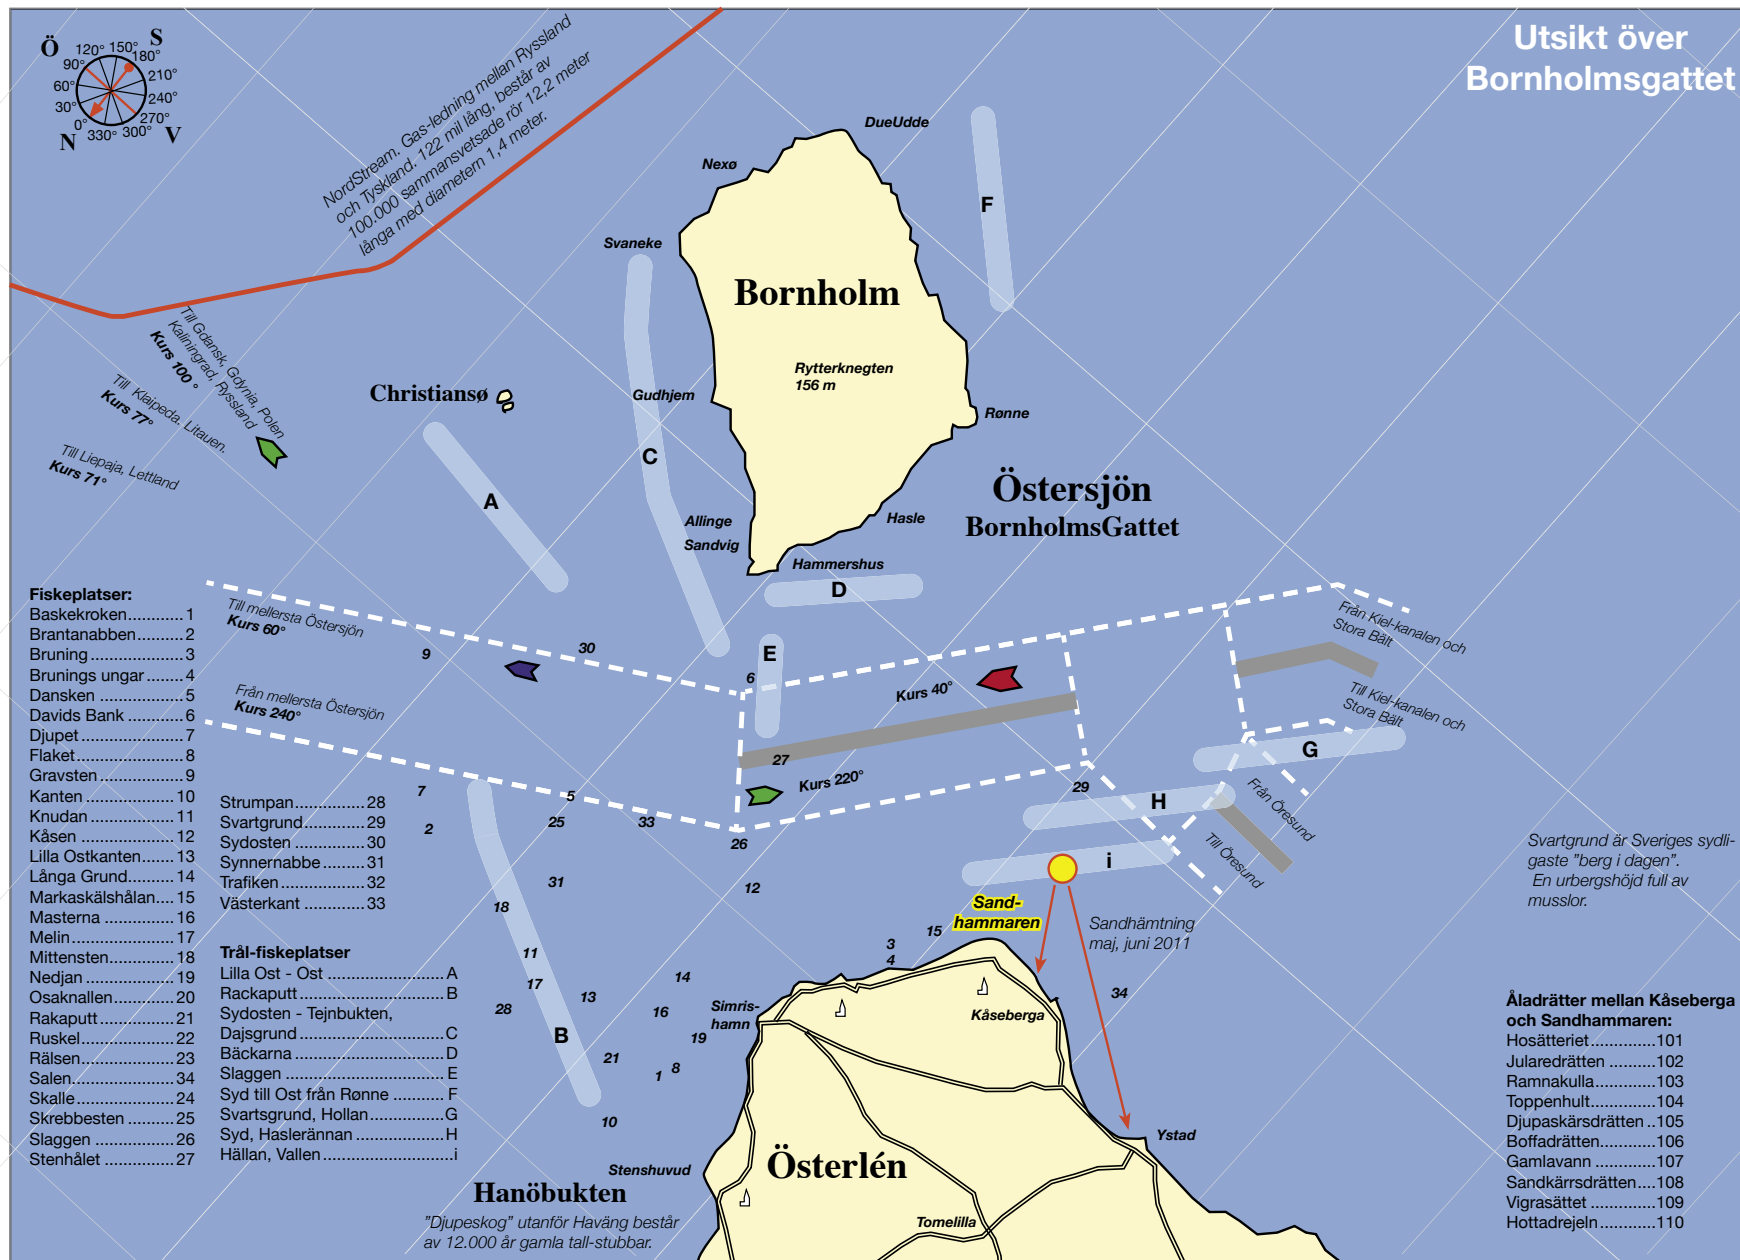 Utsikt över
Bornholmsgattet
Ö
S
N
V
120°
150°
180°
90°
210°
60°
240°
30°
270°
0°
330°
300°
NordStream. Gas-ledning mellan Ryssland
och Tyskland. 122 mil lång, består av
100.000 sammansvetsade rör 12,2 meter
långa med diametern 1,4 meter.
DueUdde
Nexø
F
Svaneke
Bornholm
Till Gdansk, Gdynia, Polen
Kaliningrad, Ryssland
Kurs 100 °
Till Klaipeda, Litauen.
Kurs 77°
Till Liepaja, Lettland
Kurs 71°
Rytterknegten
156 m
Christiansø
Gudhjem
Rønne
C
A
Östersjön
BornholmsGattet
Allinge
Sandvig
Hasle
Hammershus
D
Till mellersta Östersjön
Kurs 60°
Från mellersta Östersjön
Kurs 240°
9
30
E
6
Kurs 40°
Från Kiel-kanalen och
Stora Bält
Till Kiel-kanalen och
Stora Bält
G
27
Kurs 220°
29
H
Från Öresund
Till Öresund
i
7
2
5
25
33
26
31
12
18
Sand-
hammaren
Sandhämtning
maj, juni 2011
15
3
4
11
17
13
14
28
16
19
34
B
21
8
1
10
Simris-
hamn
Kåseberga
Ystad
Stenshuvud
Österlén
Tomelilla
Hanöbukten
"Djupeskog" utanför Haväng består
av 12.000 år gamla tall-stubbar.
Svartgrund är Sveriges sydli-
gaste "berg i dagen".
En urbergshöjd full av
musslor.
Fiskeplatser:
Baskekroken............ 1
Brantanabben.......... 2
Bruning ................... 3
Brunings ungar ........ 4
Dansken .................. 5
Davids Bank ............ 6
Djupet...................... 7
Flaket....................... 8
Gravsten .................. 9
Kanten ................... 10
Knudan .................. 11
Kåsen .................... 12
Lilla Ostkanten....... 13
Långa Grund.......... 14
Markaskälshålan.... 15
Masterna ............... 16
Melin...................... 17
Mittensten.............. 18
Nedjan ................... 19
Osaknallen............. 20
Rakaputt................ 21
Ruskel.................... 22
Rälsen.................... 23
Salen...................... 34
Skalle ..................... 24
Skrebbesten .......... 25
Slaggen ................. 26
Stenhålet ............... 27
Strumpan............... 28
Svartgrund............. 29
Sydosten ............... 30
Synnernabbe ......... 31
Trafiken.................. 32
Västerkant ............. 33
Trål-fiskeplatser
Lilla Ost - Ost ......................... A
Rackaputt............................... B
Sydosten - Tejnbukten,
Dajsgrund............................... C
Bäckarna ................................ D
Slaggen .................................. E
Syd till Ost från Rønne ........... F
Svartsgrund, Hollan................ G
Syd, Haslerännan ................... H
Hällan, Vallen............................ i
Åladrätter mellan Kåseberga
och Sandhammaren:
Hosätteriet.............. 101
Jularedrätten .......... 102
Ramnakulla............. 103
Toppenhult.............. 104
Djupaskärsdrätten .. 105
Boffadrätten............ 106
Gamlavann ............. 107
Sandkärrsdrätten.... 108
Vigrasättet .............. 109
Hottadrejeln............ 110